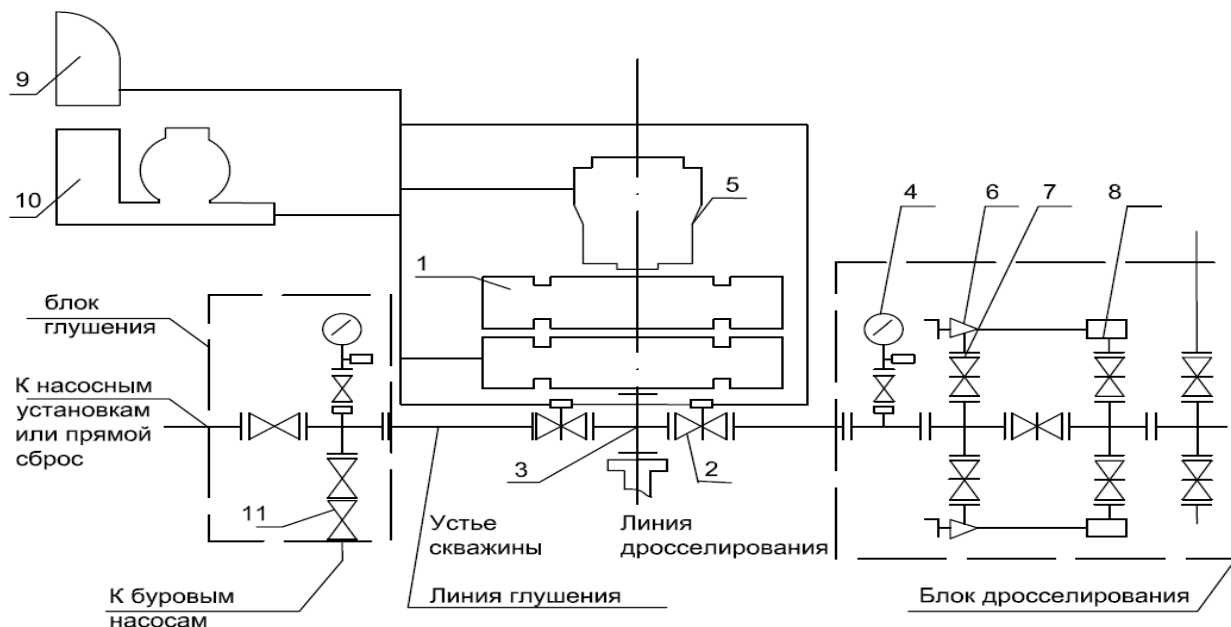 9
10
5
1
4
6
7
8
блок
глушения
К насосным
установкам
или прямой
сброс
11
3
2
Устье
скважины
Линия
дросселирования
К буровым
насосам
Линия глушения
Блок дросселирования